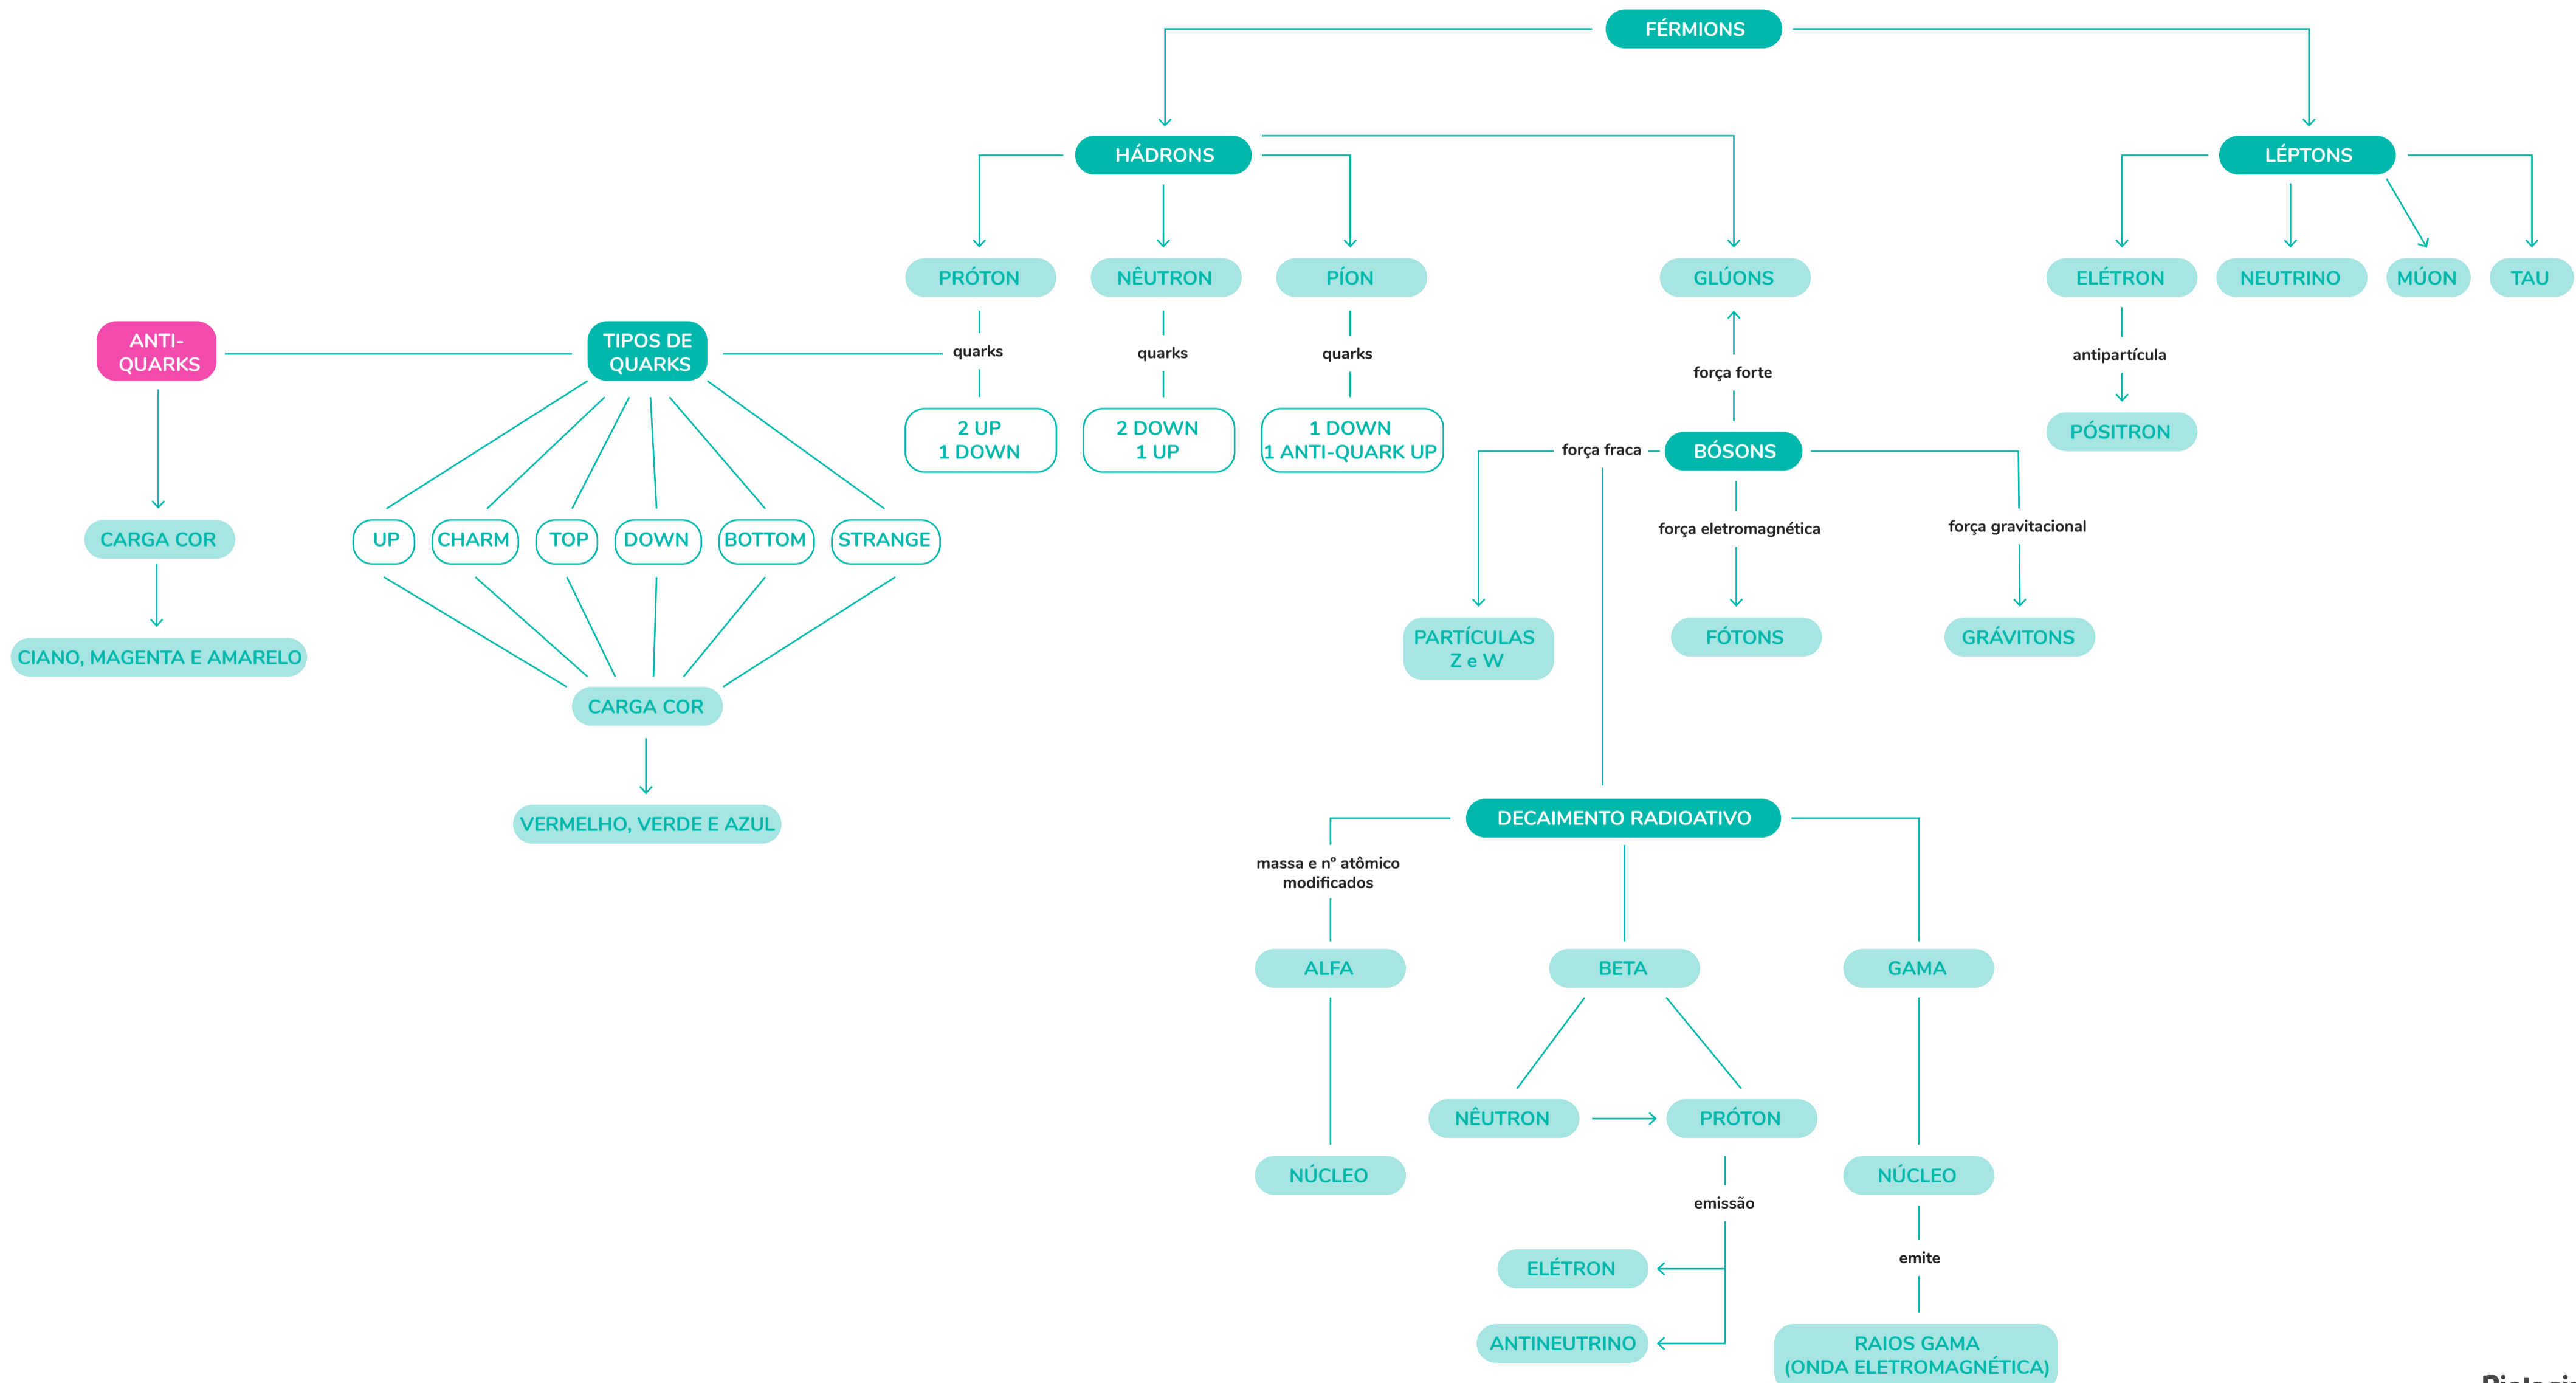 FÉRMIONS
HÁDRONS
LÉPTONS
PRÓTON
NÊUTRON
PÍON
GLÚONS
ELÉTRON
NEUTRINO
MÚON
TAU
ANTI-
QUARKS
TIPOS DE
QUARKS
quarks
quarks
quarks
força forte
antipartícula
2 UP
1 DOWN
2 DOWN
1 UP
1 DOWN
1 ANTI-QUARK UP
PÓSITRON
força fraca
BÓSONS
força eletromagnética
força gravitacional
CARGA COR
UP
CHARM
TOP
DOWN
BOTTOM
STRANGE
CIANO, MAGENTA E AMARELO
PARTÍCULAS
Z e W
FÓTONS
GRÁVITONS
CARGA COR
VERMELHO, VERDE E AZUL
DECAIMENTO RADIOATIVO
massa e nº atômico
modificados
ALFA
BETA
GAMA
NÊUTRON
PRÓTON
NÚCLEO
NÚCLEO
emissão
emite
ELÉTRON
ANTINEUTRINO
RAIOS GAMA
(ONDA ELETROMAGNÉTICA)